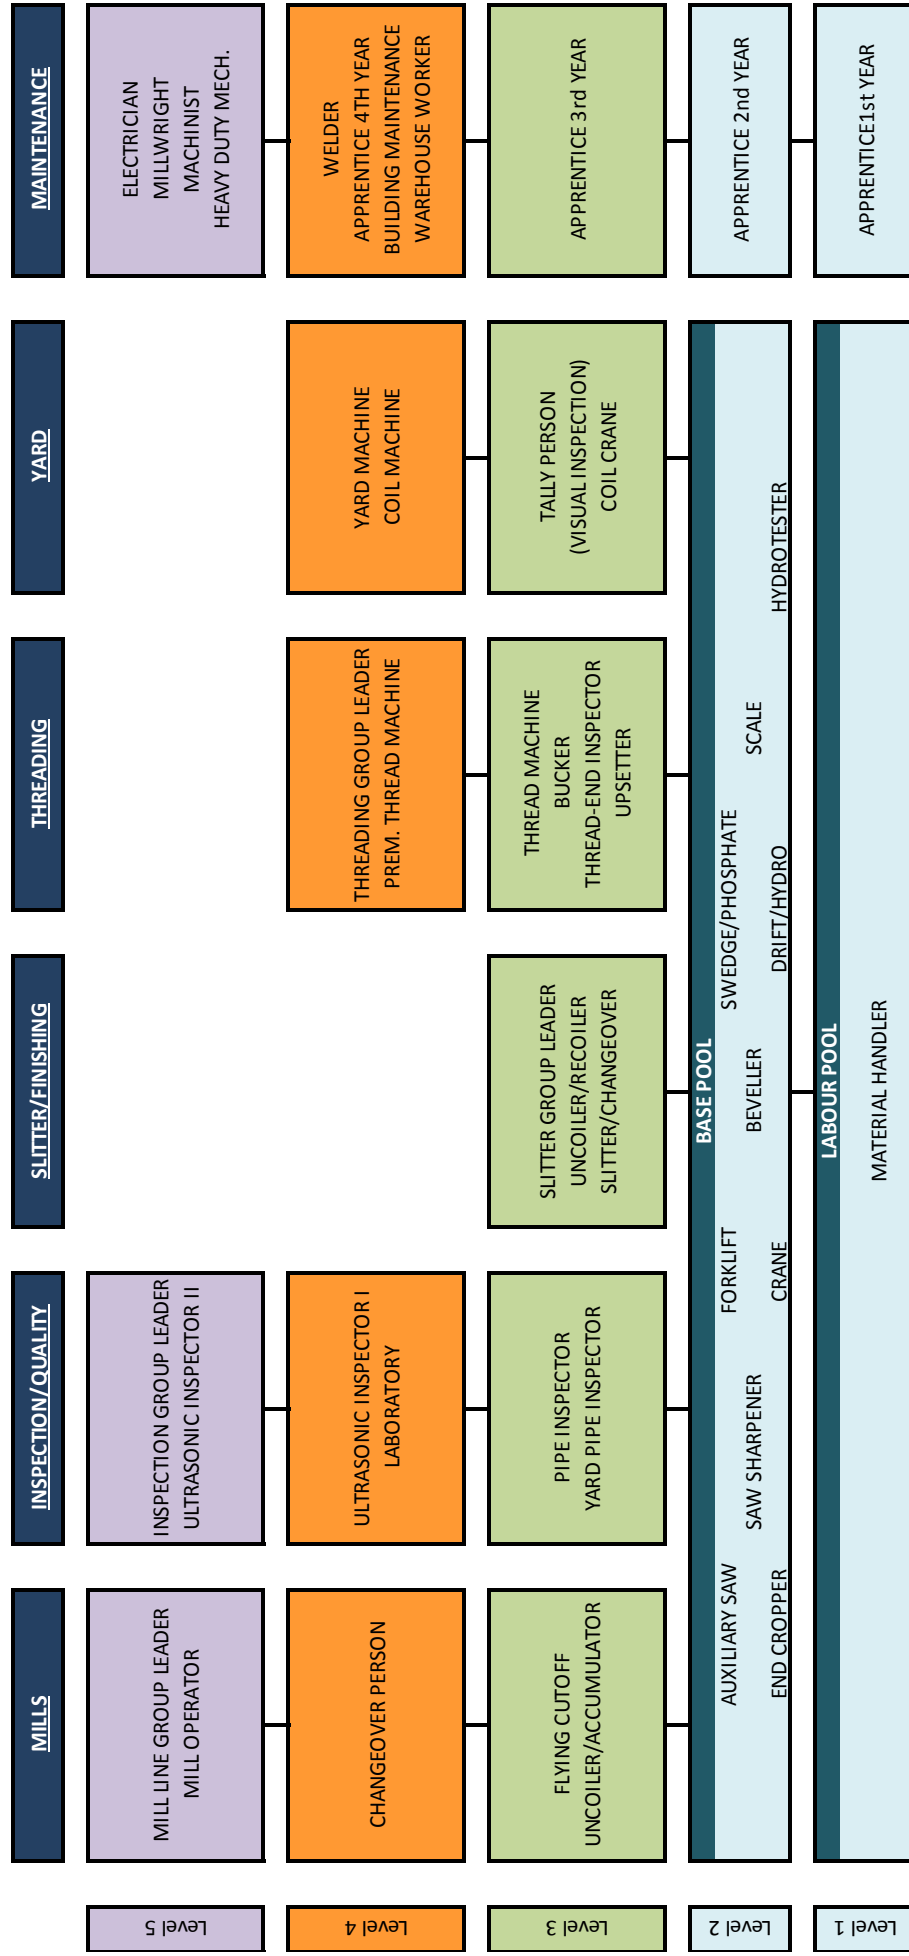 MILLS
INSPECTION/QUALITY
SLITTER/FINISHING
THREADING
YARD
MAINTENANCE
Level 5
MILL LINE GROUP LEADER
MILL OPERATOR
INSPECTION GROUP LEADER
ULTRASONIC INSPECTOR II
ELECTRICIAN
MILLWRIGHT
MACHINIST
HEAVY DUTY MECH.
Level 4
CHANGEOVER PERSON
ULTRASONIC INSPECTOR I
LABORATORY
THREADING GROUP LEADER
PREM. THREAD MACHINE
YARD MACHINE
COIL MACHINE
WELDER
APPRENTICE 4TH YEAR
BUILDING MAINTENANCE
WAREHOUSE WORKER
Level 3
FLYING CUTOFF
UNCOILER/ACCUMULATOR
PIPE INSPECTOR
YARD PIPE INSPECTOR
SLITTER GROUP LEADER
UNCOILER/RECOILER
SLITTER/CHANGEOVER
THREAD MACHINE
BUCKER
THREAD-END INSPECTOR
UPSETTER
TALLY PERSON
(VISUAL INSPECTION)
COIL CRANE
APPRENTICE 3rd YEAR
Level 2
BASE POOL
AUXILIARY SAW
FORKLIFT
SWEDGE/PHOSPHATE
SAW SHARPENER
BEVELLER
SCALE
END CROPPER
CRANE
DRIFT/HYDRO
HYDROTESTER
APPRENTICE 2nd YEAR
Level 1
LABOUR POOL
MATERIAL HANDLER
APPRENTICE1st YEAR